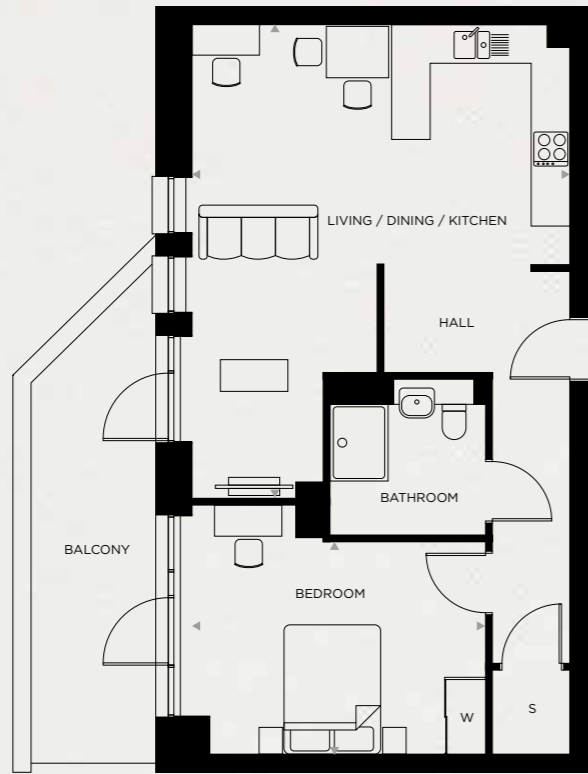 LIVING / DINING / KITCHEN
HALL
BATHROOM
BALCONY
BEDROOM
W
S